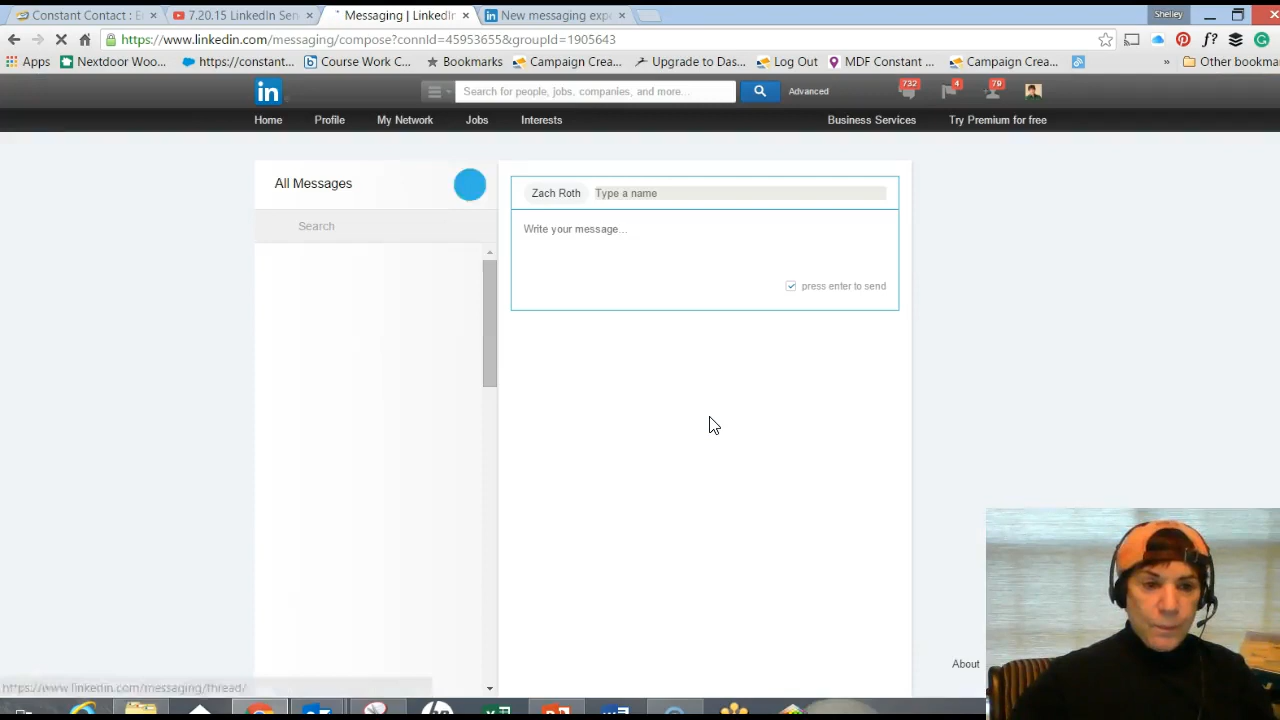 Constant Contact : E
7.20.15 LinkedIn Sen
Messaging | LinkedIn
New messaging exp
Shelley
https://www.linkedin.com/messaging/compose?connId=45953655&groupId=1905643
f?
Apps
Nextdoor Woo...
https://constant...
Course Work C...
Bookmarks
Campaign Crea...
Upgrade to Das...
Log Out
MDF Constant ...
Campaign Crea...
»
Other bookma
in
Search for people, jobs, companies, and more...
Advanced
732
4
79
Home
Profile
My Network
Jobs
Interests
Business Services
Try Premium for free
All Messages
Search
Zach Roth
Type a name
Write your message...
press enter to send
About
https://www.linkedin.com/messaging/thread/